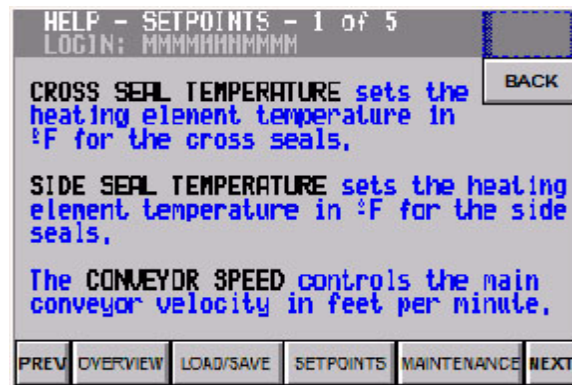 HELP - SETPOINTS - 1 of 5
LOGIN: MMMMMMMMMMM
BACK
CROSS SEAL TEMPERATURE sets the
heating element temperature in
ºF for the cross seals.
SIDE SEAL TEMPERATURE sets the heating
element temperature in ºF for the side
seals.
The CONVEYOR SPEED controls the main
conveyor velocity in feet per minute.
PREV OVERVIEW LOAD/SAVE SETPOINTS MAINTENANCE NEXT